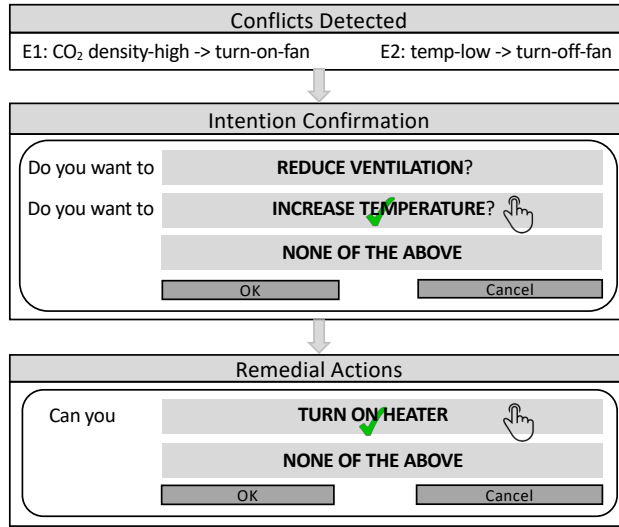 Conflicts Detected
E1: CO₂ density-high -> turn-on-fan E2: temp-low -> turn-off-fan
Intention Confirmation
Do you want to REDUCE VENTILATION?
Do you want to INCREASE TEMPERATURE?
NONE OF THE ABOVE
OK Cancel
Remedial Actions
Can you TURN ON HEATER
NONE OF THE ABOVE
OK Cancel